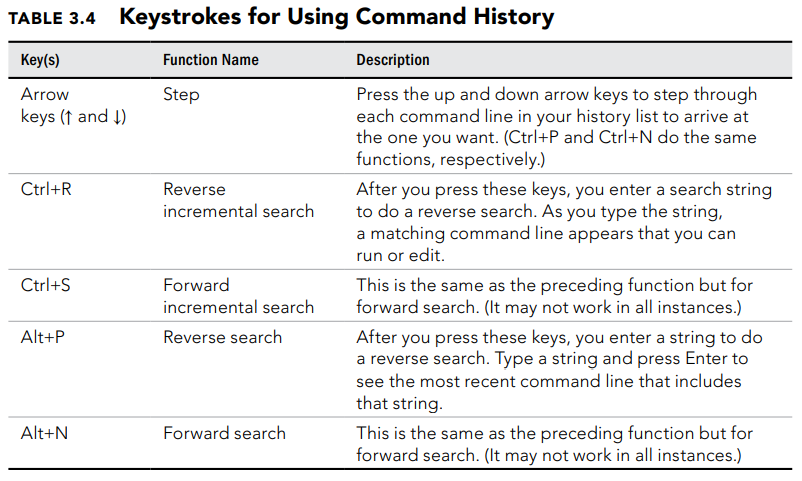 TABLE 3.4 Keystrokes for Using Command History
Key(s) Function Name Description
Arrow Step Press the up and down arrow keys to step through
keys (↑ and ↓) each command line in your history list to arrive at
the one you want. (Ctrl+P and Ctrl+N do the same
functions, respectively.)
Ctrl+R Reverse After you press these keys, you enter a search string
incremental search to do a reverse search. As you type the string,
a matching command line appears that you can
run or edit.
Ctrl+S Forward This is the same as the preceding function but for
incremental search forward search. (It may not work in all instances.)
Alt+P Reverse search After you press these keys, you enter a string to do
a reverse search. Type a string and press Enter to
see the most recent command line that includes
that string.
Alt+N Forward search This is the same as the preceding function but for
forward search. (It may not work in all instances.)